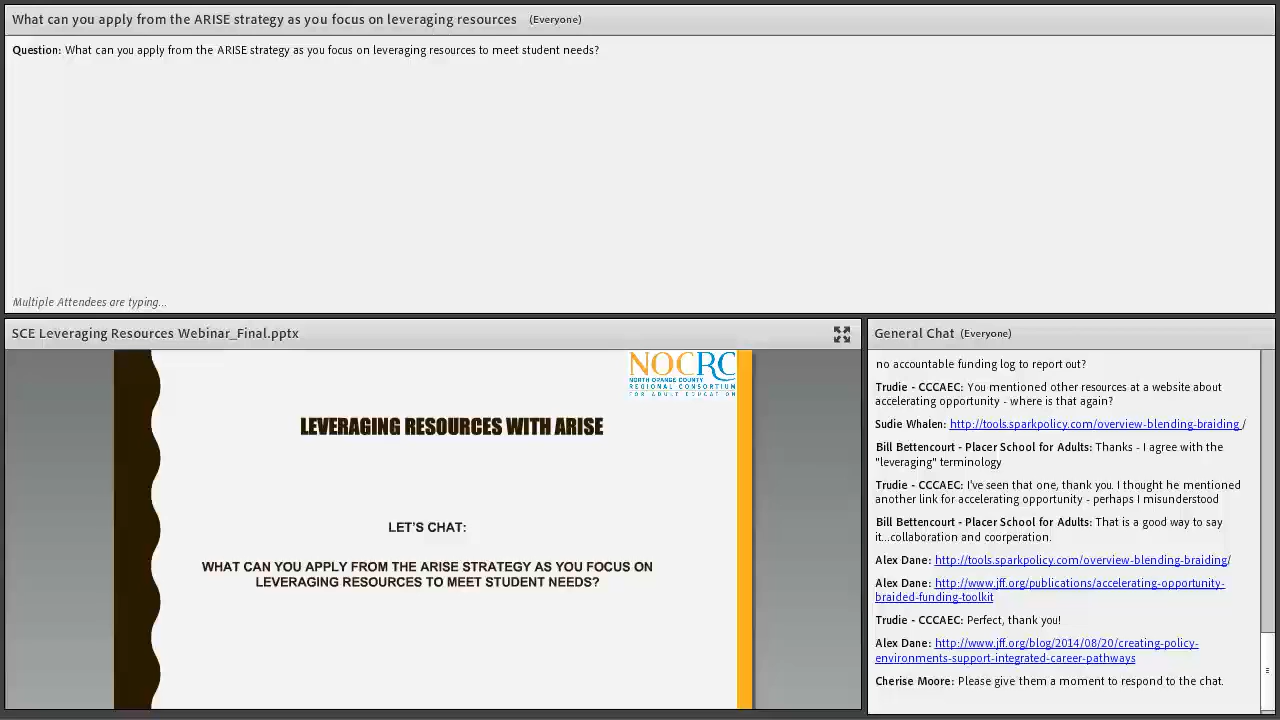 What can you apply from the ARISE strategy as you focus on leveraging resources (Everyone)
Question: What can you apply from the ARISE strategy as you focus on leveraging resources to meet student needs?
Multiple Attendees are typing...
SCE Leveraging Resources Webinar_Final.pptx
NOCRC
NORTH ORANGE COUNTY
REGIONAL CONSORTIUM
FOR ADULT EDUCATION
LEVERAGING RESOURCES WITH ARISE
LET'S CHAT:
WHAT CAN YOU APPLY FROM THE ARISE STRATEGY AS YOU FOCUS ON
LEVERAGING RESOURCES TO MEET STUDENT NEEDS?
General Chat (Everyone)
no accountable funding log to report out?
Trudie - CCCAEC: You mentioned other resources at a website about
accelerating opportunity - where is that again?
Sudie Whalen: http://tools.sparkpolicy.com/overview-blending-braiding /
Bill Bettencourt - Placer School for Adults: Thanks - I agree with the
"leveraging" terminology
Trudie - CCCAEC: I've seen that one, thank you. I thought he mentioned
another link for accelerating opportunity - perhaps I misunderstood
Bill Bettencourt - Placer School for Adults: That is a good way to say
it...collaboration and coorperation.
Alex Dane: http://tools.sparkpolicy.com/overview-blending-braiding/
Alex Dane: http://www.jff.org/publications/accelerating-opportunity-
braided-funding-toolkit
Trudie - CCCAEC: Perfect, thank you!
Alex Dane: http://www.jff.org/blog/2014/08/20/creating-policy-
environments-support-integrated-career-pathways
Cherise Moore: Please give them a moment to respond to the chat.